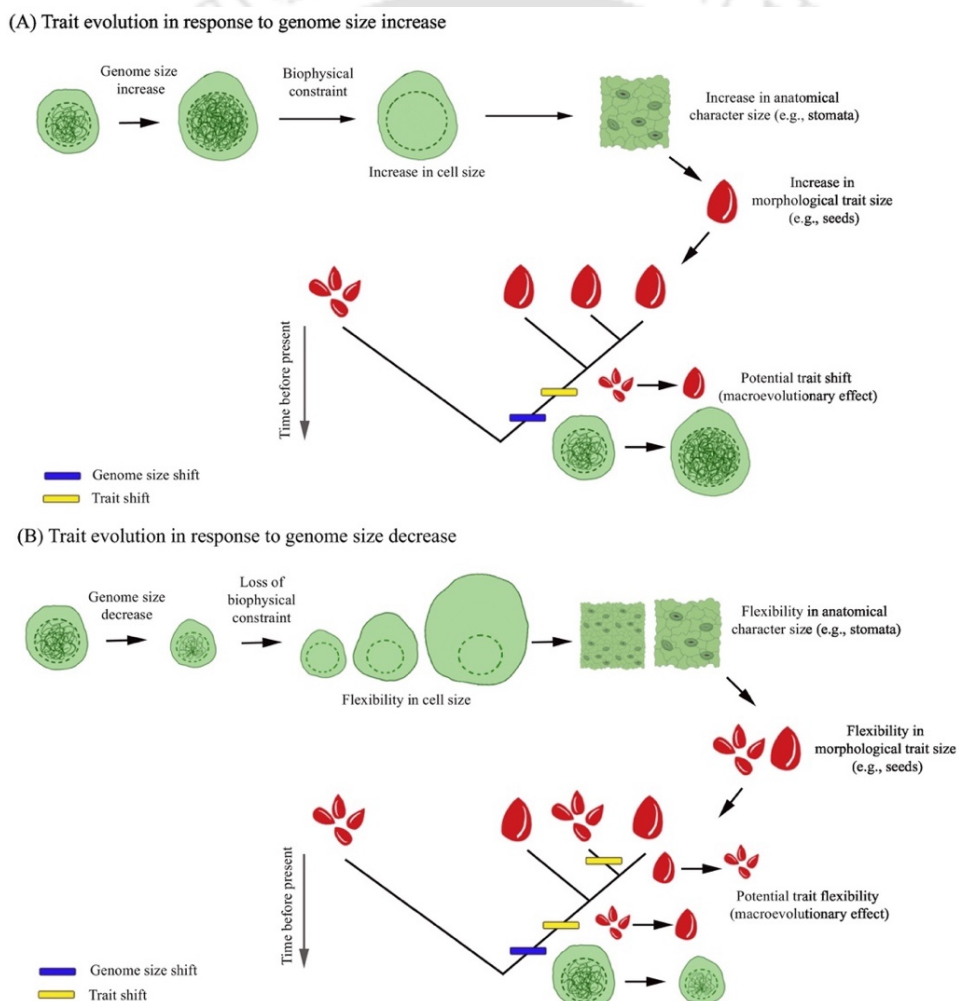 (A) Trait evolution in response to genome size increase
Genome size
increase
Biophysical
constraint
Increase in cell size
Increase in anatomical
character size (e.g., stomata)
Increase in
morphological trait size
(e.g., seeds)
Time before present
Potential trait shift
(macroevolutionary effect)
Genome size shift
Trait shift
(B) Trait evolution in response to genome size decrease
Genome size
decrease
Loss of
biophysical
constraint
Flexibility in cell size
Flexibility in anatomical
character size (e.g., stomata)
Flexibility in
morphological trait size
(e.g., seeds)
Time before present
Potential trait flexibility
(macroevolutionary effect)
Genome size shift
Trait shift